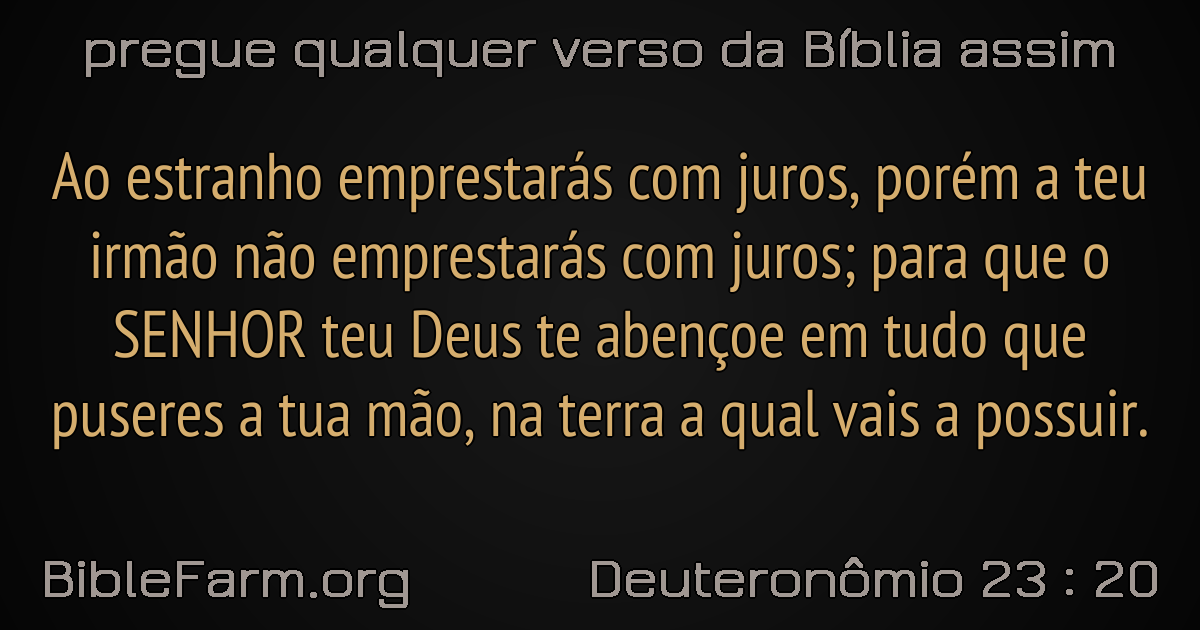 pregue qualquer verso da Bíblia assim
Ao estranho emprestarás com juros, porém a teu
irmão não emprestarás com juros; para que o
SENHOR teu Deus te abençoe em tudo que
puseres a tua mão, na terra a qual vais a possuir.
BibleFarm.org
Deuteronômio 23 : 20